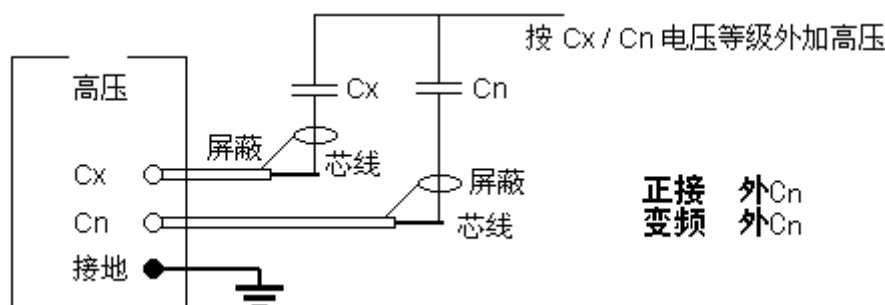 按 Cx / Cn 电压等级外加高压
高压
Cx
Cn
屏蔽
芯线
Cx
屏蔽
正接 外Cn
Cn
芯线
变频 外Cn
接地